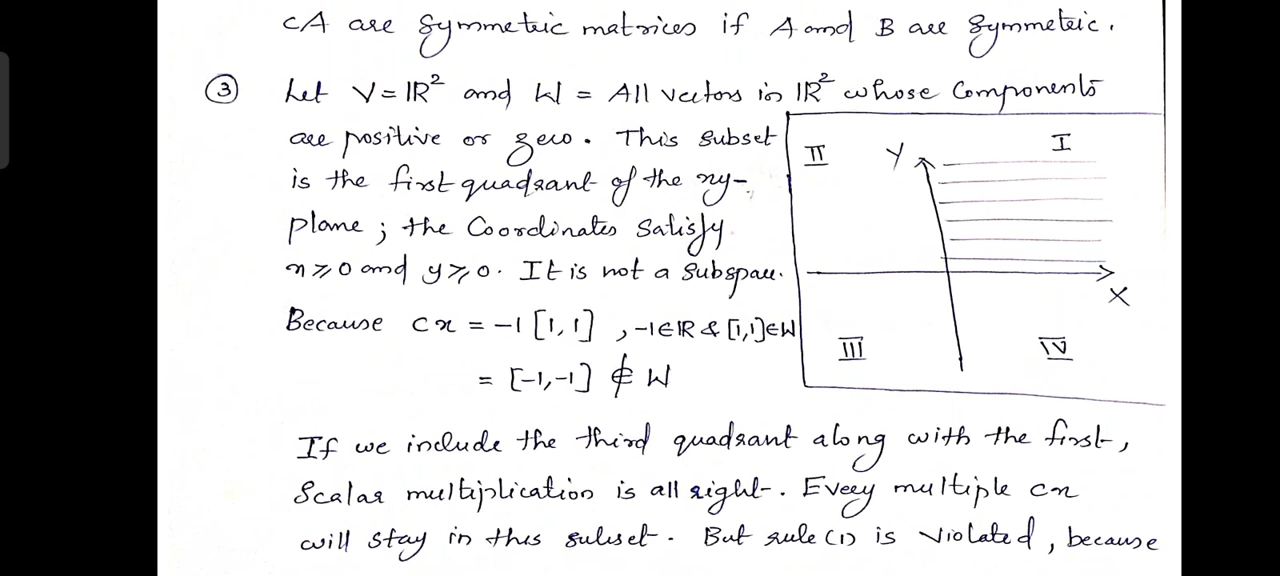 CA are Symmetric matrices if A and B are Symmetric.
③ Let V = ℝ² and W = All vectors in ℝ² whose Components
are positive or zero. This Subset
is the first quadrant of the xy-
plane ; the Coordinates Satisfy
x ⩾ 0 and y ⩾ 0. It is not a Subspace.
Because cx = -1 [1, 1] , -1 ∈ ℝ & [1,1] ∈ W
= [-1, -1] ∉ W
II Y I
X
III IV
If we include the third quadrant along with the first,
Scalar multiplication is all right. Every multiple cx
will stay in this subset. But rule (1) is violated, because